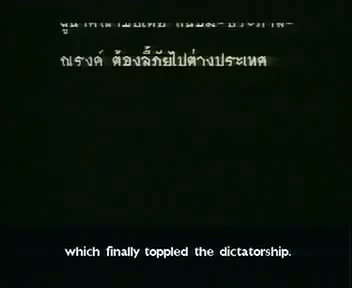 ณรงค์ ต้องลี้ภัยไปต่างประเทศ
which finally toppled the dictatorship.